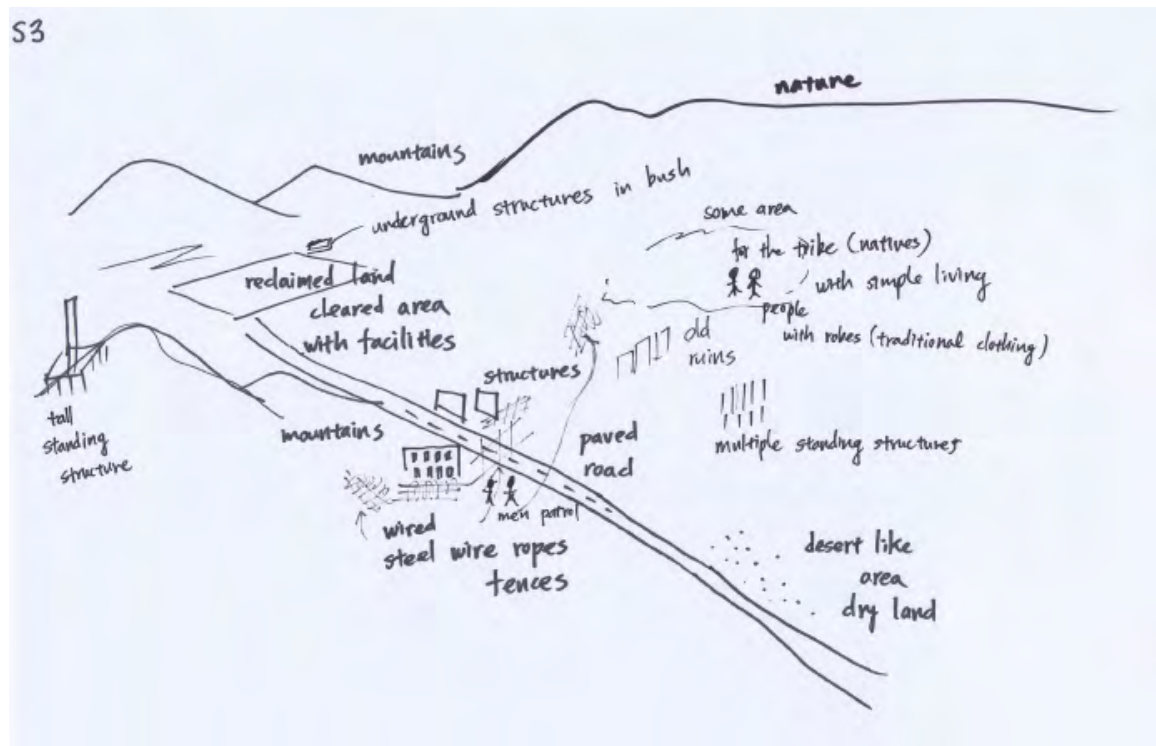 S3
nature
mountains
underground structures in bush
some area
for the tribe (natives)
with simple living
people
with robes (traditional clothing)
reclaimed land
cleared area
with facilities
old
ruins
structures
tall
standing
structure
mountains
paved
road
multiple standing structures
men patrol
wired
steel wire ropes
fences
desert like
area
dry land